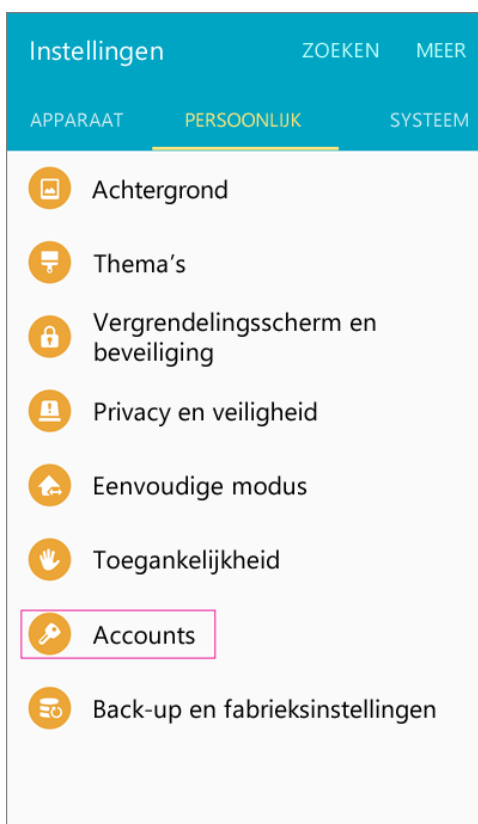 Instellingen ZOEKEN MEER
APPARAAT PERSOONLIJK SYSTEEM
Achtergrond
Thema's
Vergrendelingsscherm en
beveiliging
Privacy en veiligheid
Eenvoudige modus
Toegankelijkheid
Accounts
Back-up en fabrieksinstellingen